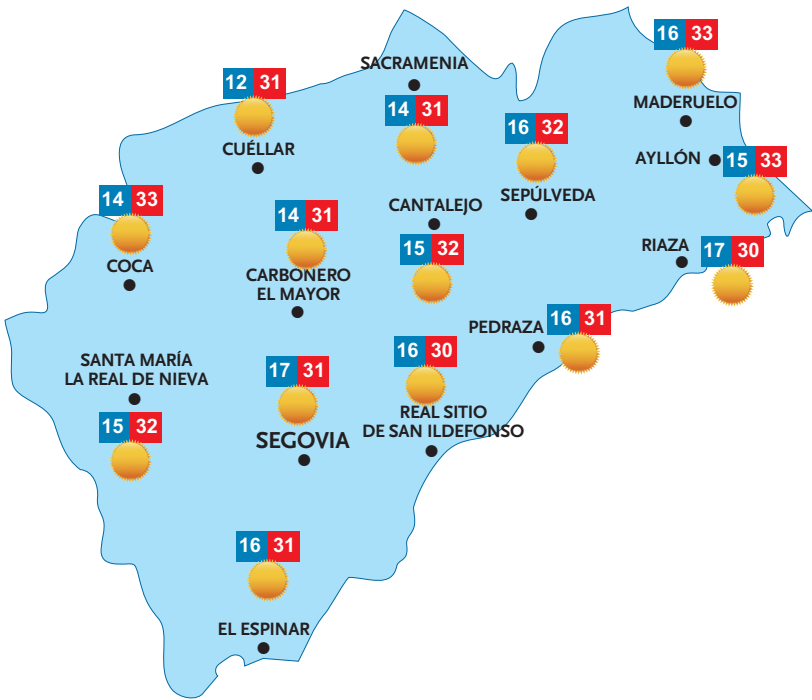 16 33
MADERUELO
SACRAMENIA
14 31
12 31
CUÉLLAR
16 32
SEPÚLVEDA
AYLLÓN
15 33
14 33
COCA
14 31
CARBONERO
EL MAYOR
CANTALEJO
15 32
RIAZA
17 30
PEDRAZA
16 31
SANTA MARÍA
LA REAL DE NIEVA
15 32
17 31
SEGOVIA
16 30
REAL SITIO
DE SAN ILDEFONSO
16 31
EL ESPINAR